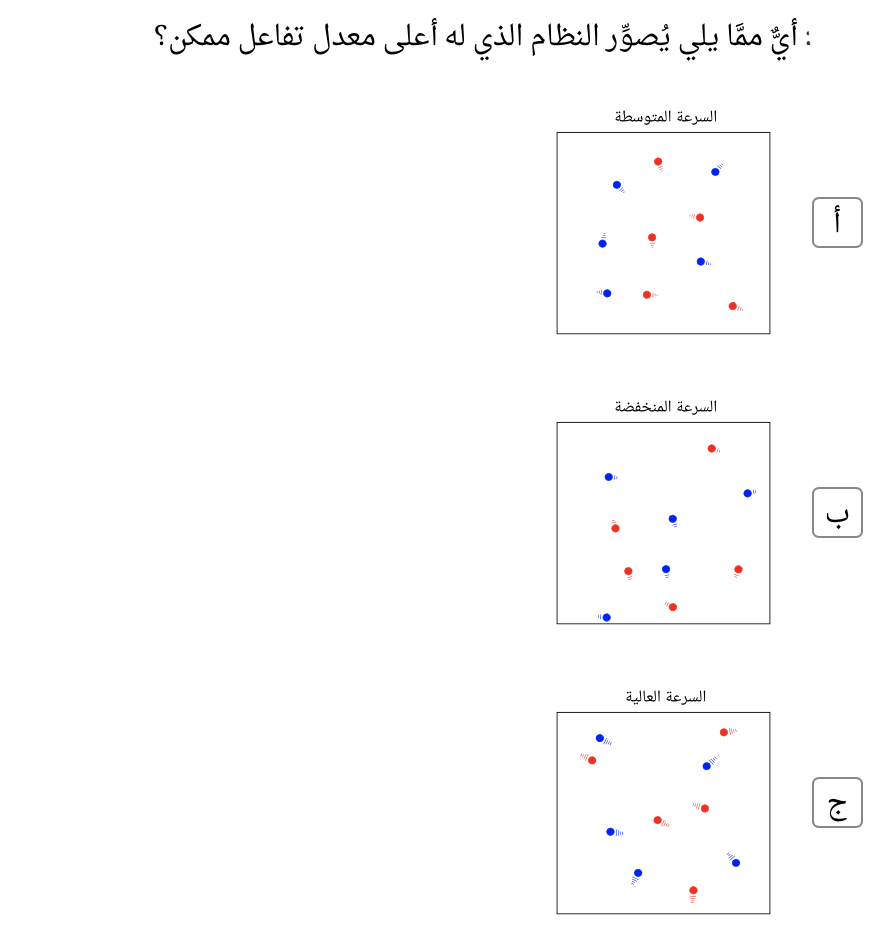 : أيٌّ ممَّا يلي يُصوِّر النظام الذي له أعلى معدل تفاعل ممكن؟
السرعة المتوسطة
أ
السرعة المنخفضة
ب
السرعة العالية
ج